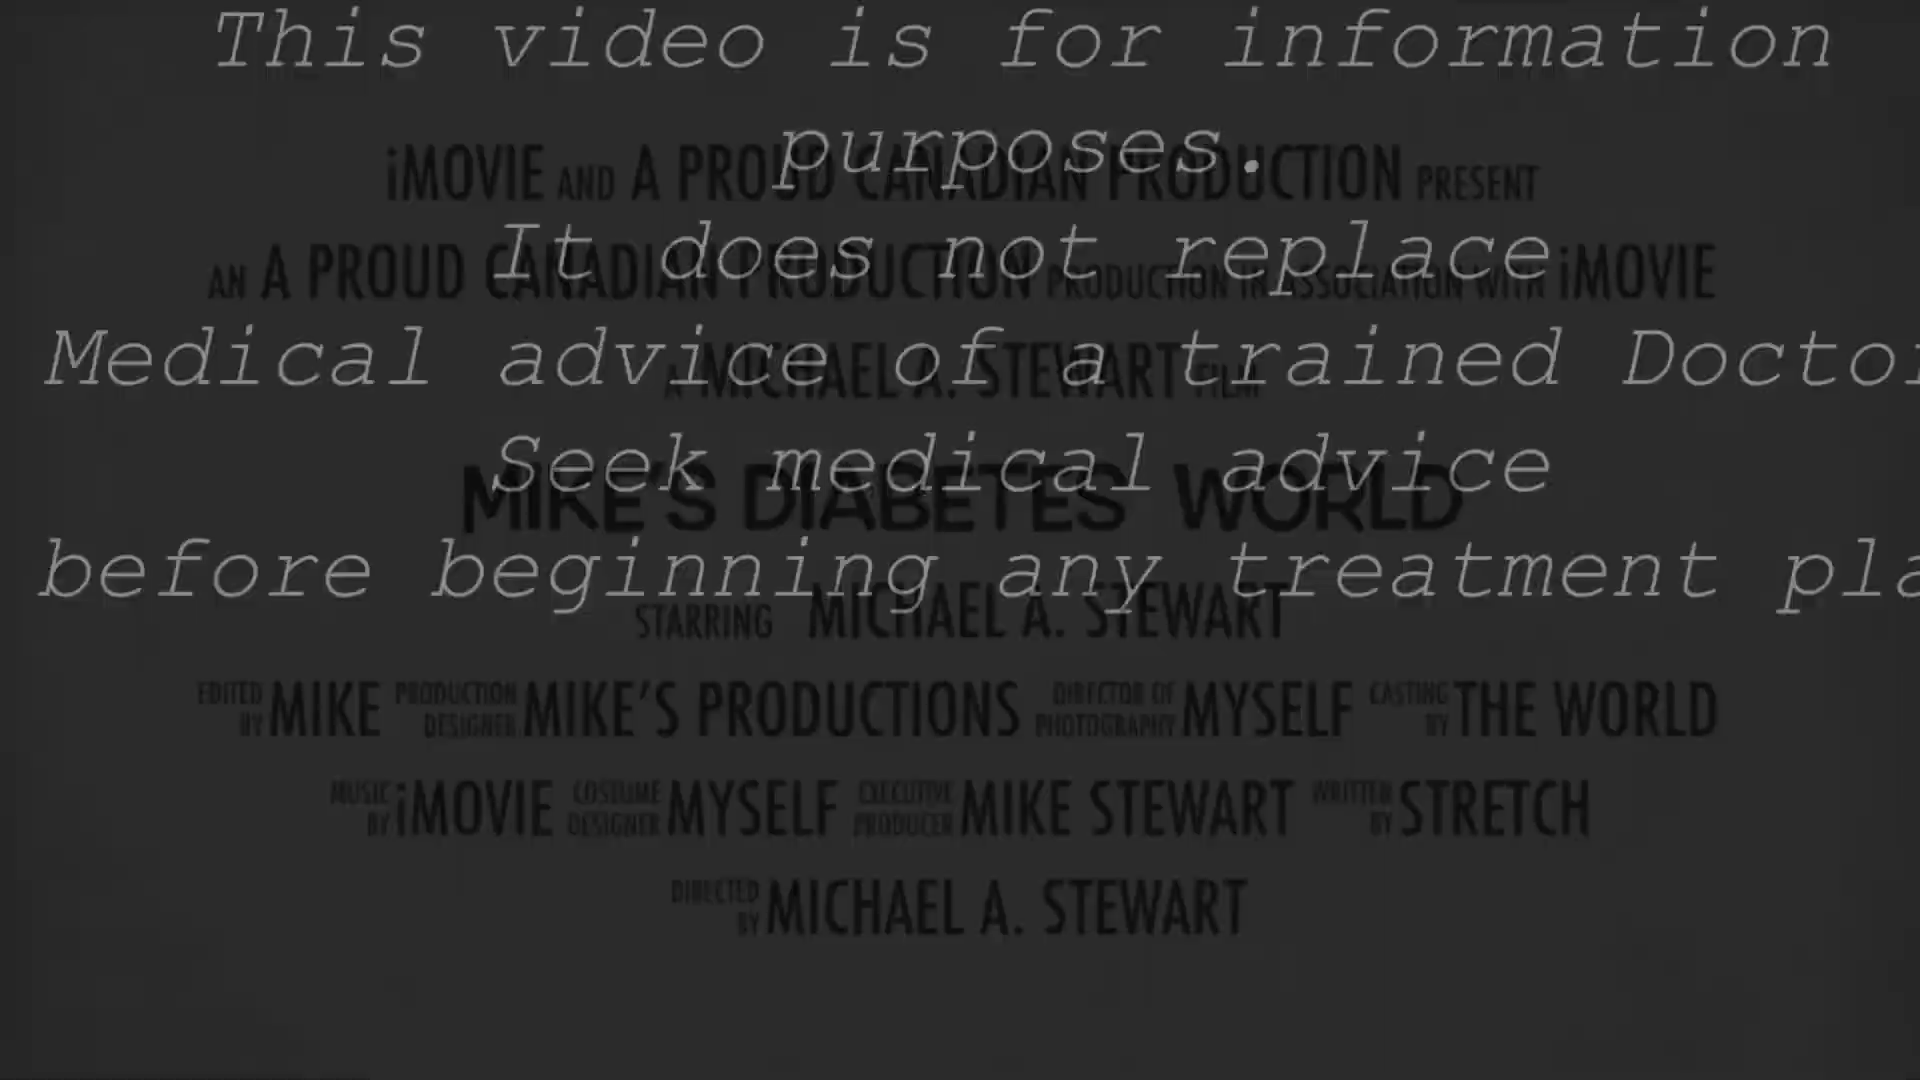 This video is for information
purposes.
It does not replace
Medical advice of a trained Docto
Seek medical advice
before beginning any treatment pla
iMOVIE AND A PROUD CANADIAN PRODUCTION PRESENT
AN A PROUD CANADIAN PRODUCTION PRODUCTION IN ASSOCIATION WITH iMOVIE
A MICHAEL A. STEWART FILM
MIKE'S DIABETES WORLD
STARRING MICHAEL A. STEWART
EDITED BY MIKE PRODUCTION DESIGNER MIKE'S PRODUCTIONS DIRECTOR OF PHOTOGRAPHY MYSELF CASTING BY THE WORLD
MUSIC BY iMOVIE COSTUME DESIGNER MYSELF EXECUTIVE PRODUCER MIKE STEWART WRITTEN BY STRETCH
DIRECTED BY MICHAEL A. STEWART